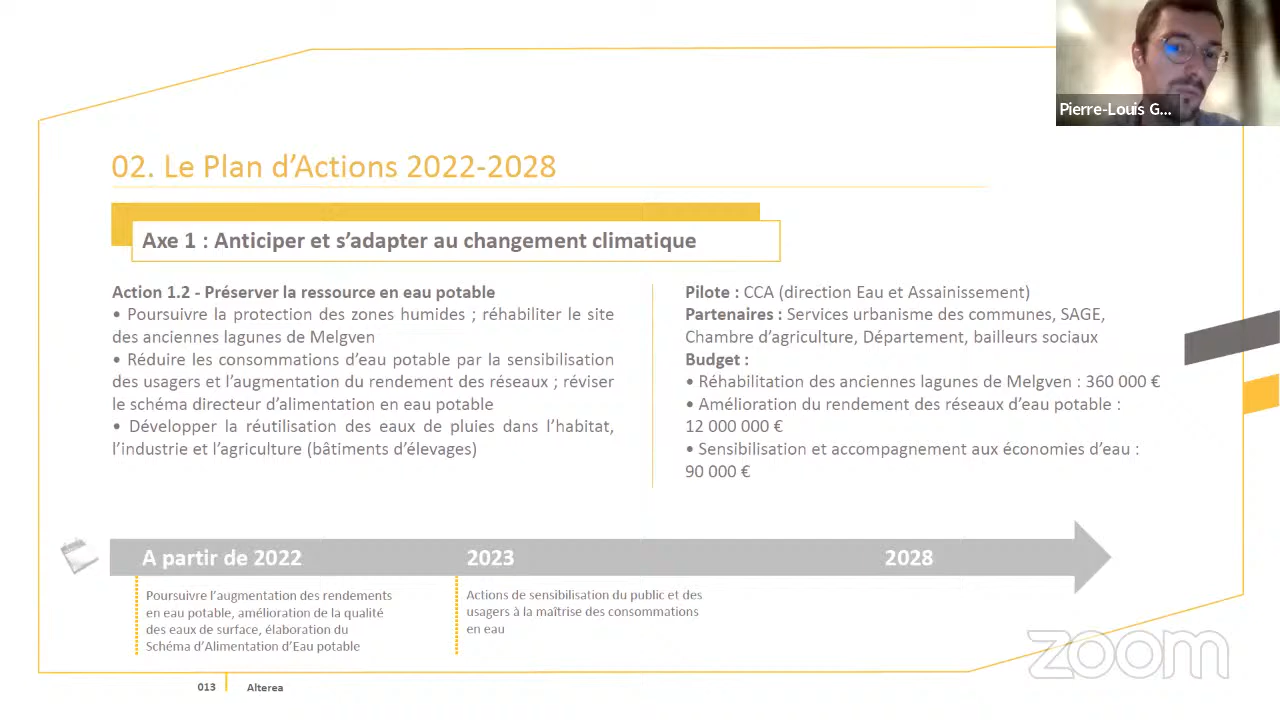 Pierre-Louis G...
02. Le Plan d’Actions 2022-2028
Axe 1 : Anticiper et s’adapter au changement climatique
Action 1.2 - Préserver la ressource en eau potable
• Poursuivre la protection des zones humides ; réhabiliter le site
des anciennes lagunes de Melgven
• Réduire les consommations d’eau potable par la sensibilisation
des usagers et l’augmentation du rendement des réseaux ; réviser
le schéma directeur d’alimentation en eau potable
• Développer la réutilisation des eaux de pluies dans l’habitat,
l’industrie et l’agriculture (bâtiments d’élevages)
Pilote : CCA (direction Eau et Assainissement)
Partenaires : Services urbanisme des communes, SAGE,
Chambre d’agriculture, Département, bailleurs sociaux
Budget :
• Réhabilitation des anciennes lagunes de Melgven : 360 000 €
• Amélioration du rendement des réseaux d’eau potable :
12 000 000 €
• Sensibilisation et accompagnement aux économies d’eau :
90 000 €
A partir de 2022
2023
2028
Poursuivre l’augmentation des rendements
en eau potable, amélioration de la qualité
des eaux de surface, élaboration du
Schéma d’Alimentation d’Eau potable
Actions de sensibilisation du public et des
usagers à la maîtrise des consommations
en eau
zoom
013
Alterea